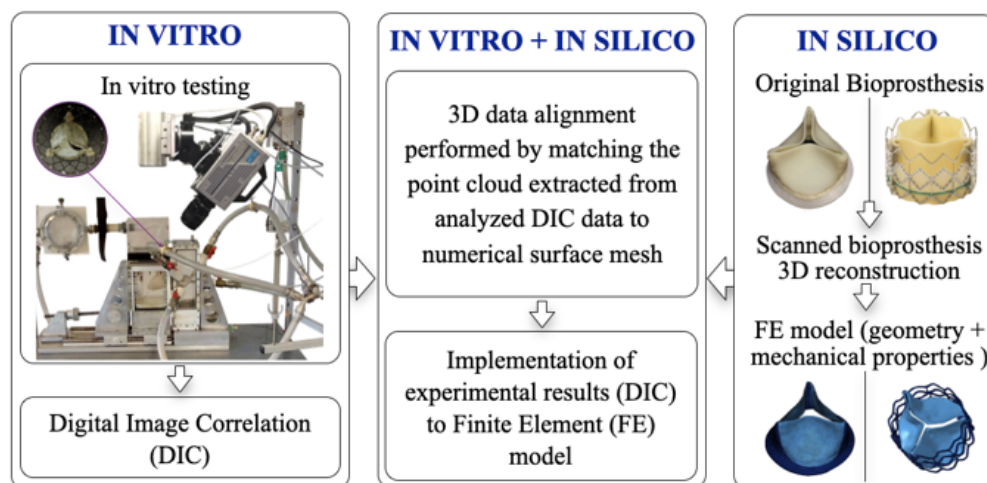 IN VITRO
In vitro testing
Digital Image Correlation
(DIC)
IN VITRO + IN SILICO
3D data alignment
performed by matching the
point cloud extracted from
analyzed DIC data to
numerical surface mesh
Implementation of
experimental results (DIC)
to Finite Element (FE)
model
IN SILICO
Original Bioprosthesis
Scanned bioprosthesis
3D reconstruction
FE model (geometry +
mechanical properties )